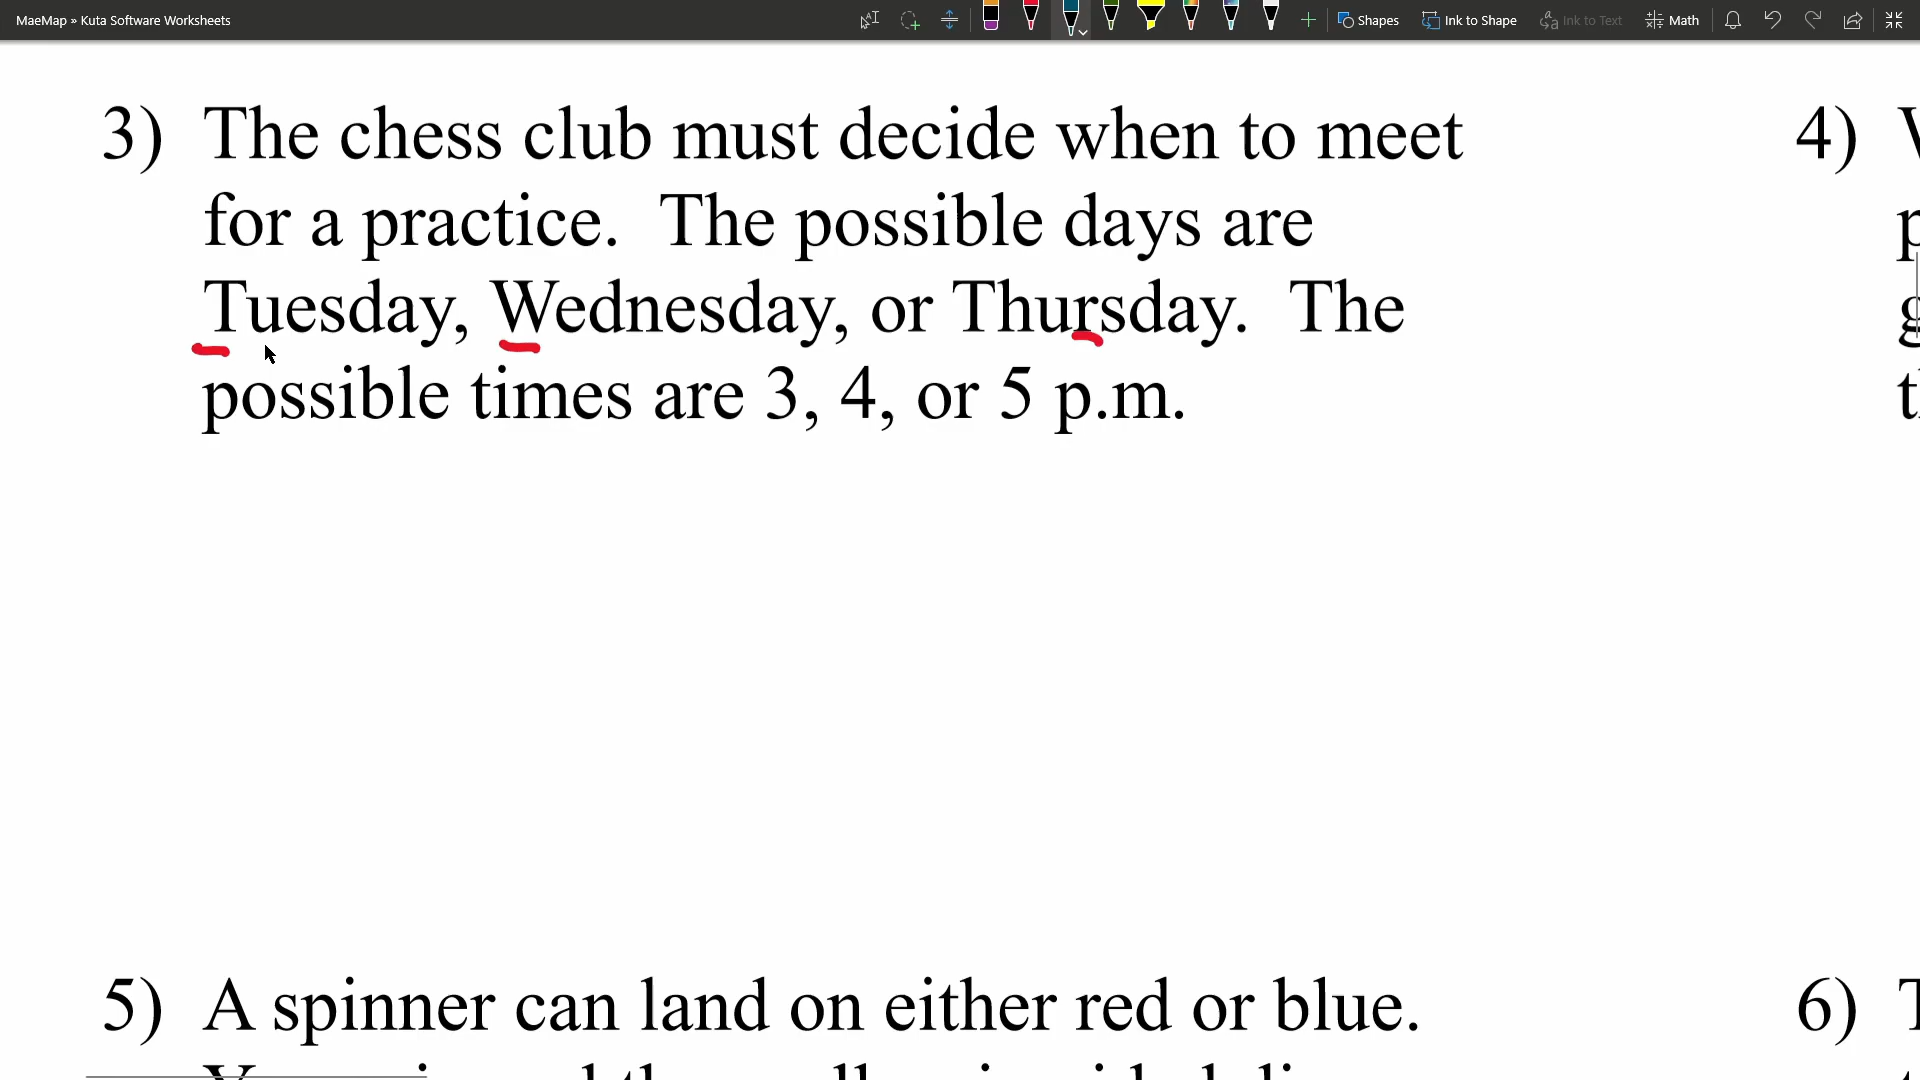 MaeMap » Kuta Software Worksheets
Shapes
Ink to Shape
Ink to Text
Math
3) The chess club must decide when to meet
for a practice. The possible days are
Tuesday, Wednesday, or Thursday. The
possible times are 3, 4, or 5 p.m.
4)
5) A spinner can land on either red or blue.
6)